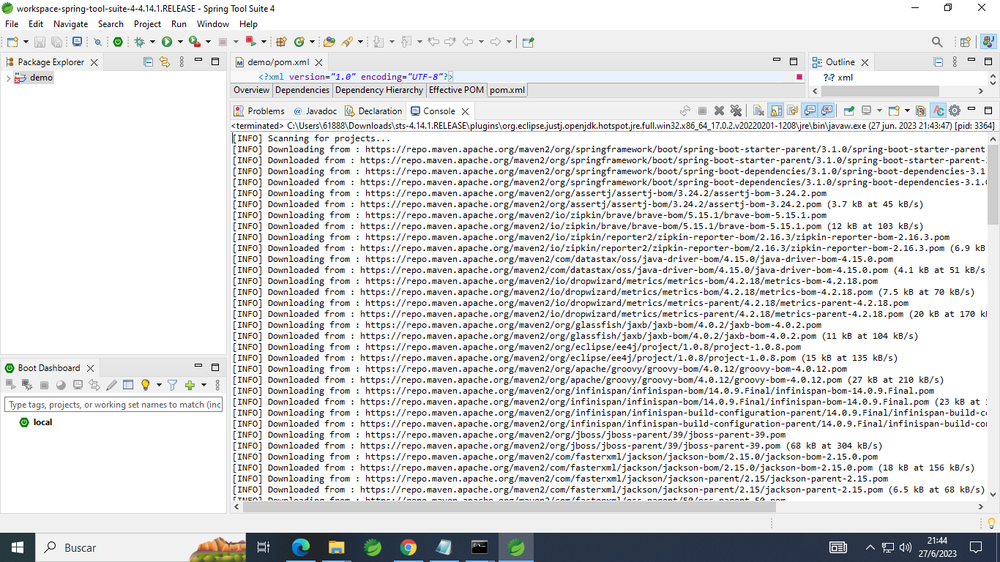 workspace-spring-tool-suite-4-4.14.1.RELEASE - Spring Tool Suite 4
File Edit Navigate Search Project Run Window Help
Package Explorer
demo
demo/pom.xml
<?xml version="1.0" encoding="UTF-8"?>
Overview Dependencies Dependency Hierarchy Effective POM pom.xml
Outline
?=? xml
Problems @ Javadoc Declaration Console
<terminated> C:\Users\61888\Downloads\sts-4.14.1.RELEASE\plugins\org.eclipse.justj.openjdk.hotspot.jre.full.win32.x86_64_17.0.2.v20220201-1208\jre\bin\javaw.exe (27 jun. 2023 21:43:47) [pid: 3364]
[INFO] Scanning for projects...
[INFO] Downloading from : https://repo.maven.apache.org/maven2/org/springframework/boot/spring-boot-starter-parent/3.1.0/spring-boot-starter-parent
[INFO] Downloaded from : https://repo.maven.apache.org/maven2/org/springframework/boot/spring-boot-starter-parent/3.1.0/spring-boot-starter-parent-
[INFO] Downloading from : https://repo.maven.apache.org/maven2/org/springframework/boot/spring-boot-dependencies/3.1.0/spring-boot-dependencies-3.1
[INFO] Downloaded from : https://repo.maven.apache.org/maven2/org/springframework/boot/spring-boot-dependencies/3.1.0/spring-boot-dependencies-3.1.0
[INFO] Downloading from : https://repo.maven.apache.org/maven2/org/assertj/assertj-bom/3.24.2/assertj-bom-3.24.2.pom
[INFO] Downloaded from : https://repo.maven.apache.org/maven2/org/assertj/assertj-bom/3.24.2/assertj-bom-3.24.2.pom (3.7 kB at 45 kB/s)
[INFO] Downloading from : https://repo.maven.apache.org/maven2/io/zipkin/brave/brave-bom/5.15.1/brave-bom-5.15.1.pom
[INFO] Downloaded from : https://repo.maven.apache.org/maven2/io/zipkin/brave/brave-bom/5.15.1/brave-bom-5.15.1.pom (12 kB at 103 kB/s)
[INFO] Downloading from : https://repo.maven.apache.org/maven2/io/zipkin/reporter2/zipkin-reporter-bom/2.16.3/zipkin-reporter-bom-2.16.3.pom
[INFO] Downloaded from : https://repo.maven.apache.org/maven2/io/zipkin/reporter2/zipkin-reporter-bom/2.16.3/zipkin-reporter-bom-2.16.3.pom (6.9 kB
[INFO] Downloading from : https://repo.maven.apache.org/maven2/com/datastax/oss/java-driver-bom/4.15.0/java-driver-bom-4.15.0.pom
[INFO] Downloaded from : https://repo.maven.apache.org/maven2/com/datastax/oss/java-driver-bom/4.15.0/java-driver-bom-4.15.0.pom (4.1 kB at 51 kB/s
[INFO] Downloading from : https://repo.maven.apache.org/maven2/io/dropwizard/metrics/metrics-bom/4.2.18/metrics-bom-4.2.18.pom
[INFO] Downloaded from : https://repo.maven.apache.org/maven2/io/dropwizard/metrics/metrics-bom/4.2.18/metrics-bom-4.2.18.pom (7.5 kB at 70 kB/s)
[INFO] Downloading from : https://repo.maven.apache.org/maven2/io/dropwizard/metrics/metrics-parent/4.2.18/metrics-parent-4.2.18.pom
[INFO] Downloaded from : https://repo.maven.apache.org/maven2/io/dropwizard/metrics/metrics-parent/4.2.18/metrics-parent-4.2.18.pom (20 kB at 170 k
[INFO] Downloading from : https://repo.maven.apache.org/maven2/org/glassfish/jaxb/jaxb-bom/4.0.2/jaxb-bom-4.0.2.pom
[INFO] Downloaded from : https://repo.maven.apache.org/maven2/org/glassfish/jaxb/jaxb-bom/4.0.2/jaxb-bom-4.0.2.pom (11 kB at 104 kB/s)
[INFO] Downloading from : https://repo.maven.apache.org/maven2/org/eclipse/ee4j/project/1.0.8/project-1.0.8.pom
[INFO] Downloaded from : https://repo.maven.apache.org/maven2/org/eclipse/ee4j/project/1.0.8/project-1.0.8.pom (15 kB at 135 kB/s)
[INFO] Downloading from : https://repo.maven.apache.org/maven2/org/apache/groovy/groovy-bom/4.0.12/groovy-bom-4.0.12.pom
[INFO] Downloaded from : https://repo.maven.apache.org/maven2/org/apache/groovy/groovy-bom/4.0.12/groovy-bom-4.0.12.pom (27 kB at 210 kB/s)
[INFO] Downloading from : https://repo.maven.apache.org/maven2/org/infinispan/infinispan-bom/14.0.9.Final/infinispan-bom-14.0.9.Final.pom
[INFO] Downloaded from : https://repo.maven.apache.org/maven2/org/infinispan/infinispan-bom/14.0.9.Final/infinispan-bom-14.0.9.Final.pom (23 kB at
[INFO] Downloading from : https://repo.maven.apache.org/maven2/org/infinispan/infinispan-build-configuration-parent/14.0.9.Final/infinispan-build-co
[INFO] Downloaded from : https://repo.maven.apache.org/maven2/org/infinispan/infinispan-build-configuration-parent/14.0.9.Final/infinispan-build-con
[INFO] Downloading from : https://repo.maven.apache.org/maven2/org/jboss/jboss-parent/39/jboss-parent-39.pom
[INFO] Downloaded from : https://repo.maven.apache.org/maven2/org/jboss/jboss-parent/39/jboss-parent-39.pom (68 kB at 304 kB/s)
[INFO] Downloading from : https://repo.maven.apache.org/maven2/com/fasterxml/jackson/jackson-bom/2.15.0/jackson-bom-2.15.0.pom
[INFO] Downloaded from : https://repo.maven.apache.org/maven2/com/fasterxml/jackson/jackson-bom/2.15.0/jackson-bom-2.15.0.pom (18 kB at 156 kB/s)
[INFO] Downloading from : https://repo.maven.apache.org/maven2/com/fasterxml/jackson/jackson-parent/2.15/jackson-parent-2.15.pom
[INFO] Downloaded from : https://repo.maven.apache.org/maven2/com/fasterxml/jackson/jackson-parent/2.15/jackson-parent-2.15.pom (6.5 kB at 68 kB/s)
[INFO] Downloading from : https://repo.maven.apache.org/maven2/com/fasterxml/oss-parent/50/oss-parent-50.pom
Boot Dashboard
Type tags, projects, or working set names to match (inc
local
Buscar
21:44
27/6/2023